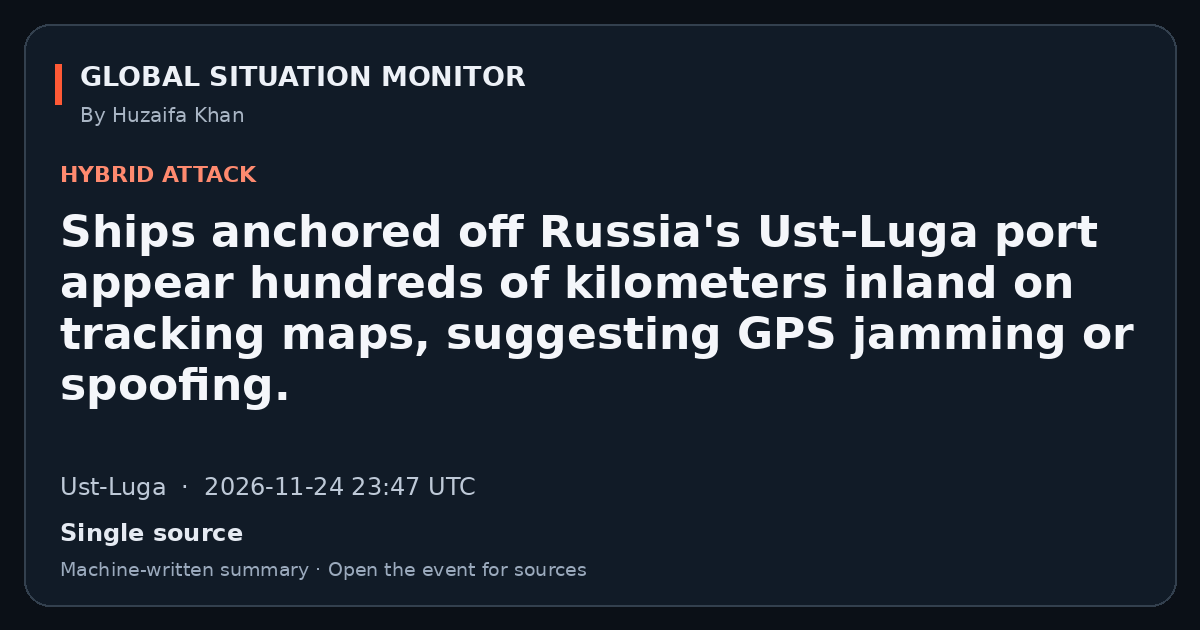 GLOBAL SITUATION MONITOR
By Huzaifa Khan
HYBRID ATTACK
Ships anchored off Russia's Ust-Luga port
appear hundreds of kilometers inland on
tracking maps, suggesting GPS jamming or
spoofing.
Ust-Luga · 2026-11-24 23:47 UTC
Single source
Machine-written summary · Open the event for sources